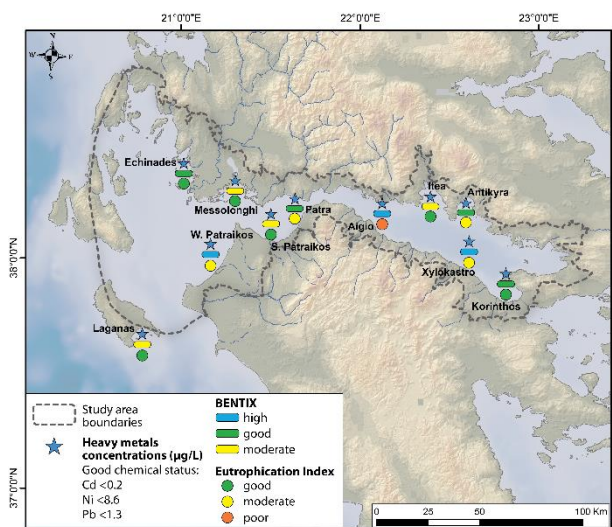 21°0'0"E 22°0'0"E 23°0'0"E
N
W E
S
Echinades
Itea
Antikyra
Messolonghi
Patra
Aigio
W. Patraikos
S. Patraikos
38°0'0"N
Xylokastro
Korinthos
Laganas
Study area
boundaries
Heavy metals
concentrations (μg/L)
Good chemical status:
Cd <0.2
Ni <8.6
Pb <1.3
BENTIX
high
good
moderate
Eutrophication Index
good
moderate
poor
37°0'0"N
0 25 50 100 Km